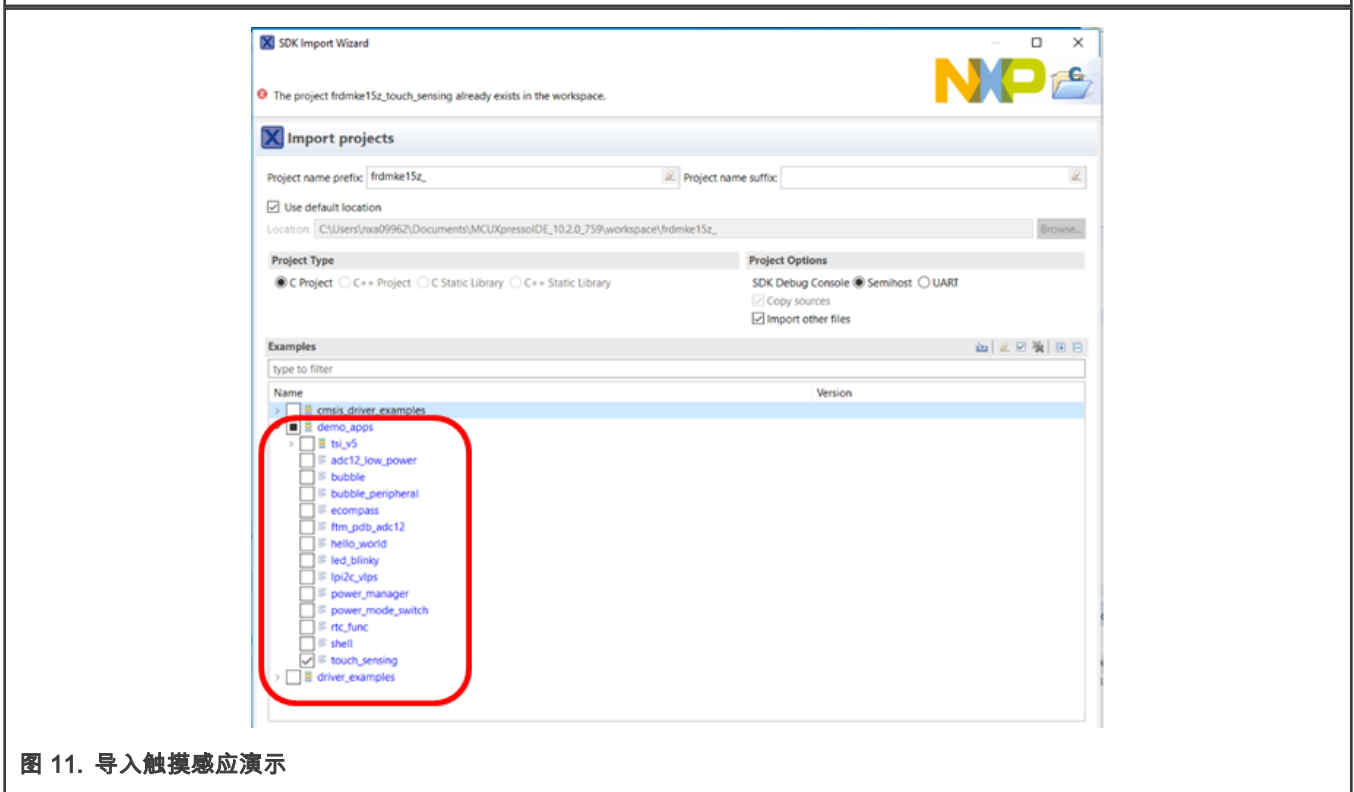 SDK Import Wizard
NXP
The project frdmke15z_touch_sensing already exists in the workspace.
Import projects
Project name prefix: frdmke15z_ Project name suffix:
Use default location
Location: C:\Users\nxa09962\Documents\MCUXpressoIDE_10.2.0_759\workspace\frdmke15z_ Browse...
Project Type Project Options
C Project C++ Project C Static Library C++ Static Library SDK Debug Console Semihost UART
Copy sources
Import other files
Examples
type to filter
Name Version
cmsis_driver_examples
demo_apps
tsi_v5
adc12_low_power
bubble
bubble_peripheral
ecompass
ftm_pdb_adc12
hello_world
led_blinky
lpi2c_vlps
power_manager
power_mode_switch
rtc_func
shell
touch_sensing
driver_examples
图 11. 导入触摸感应演示